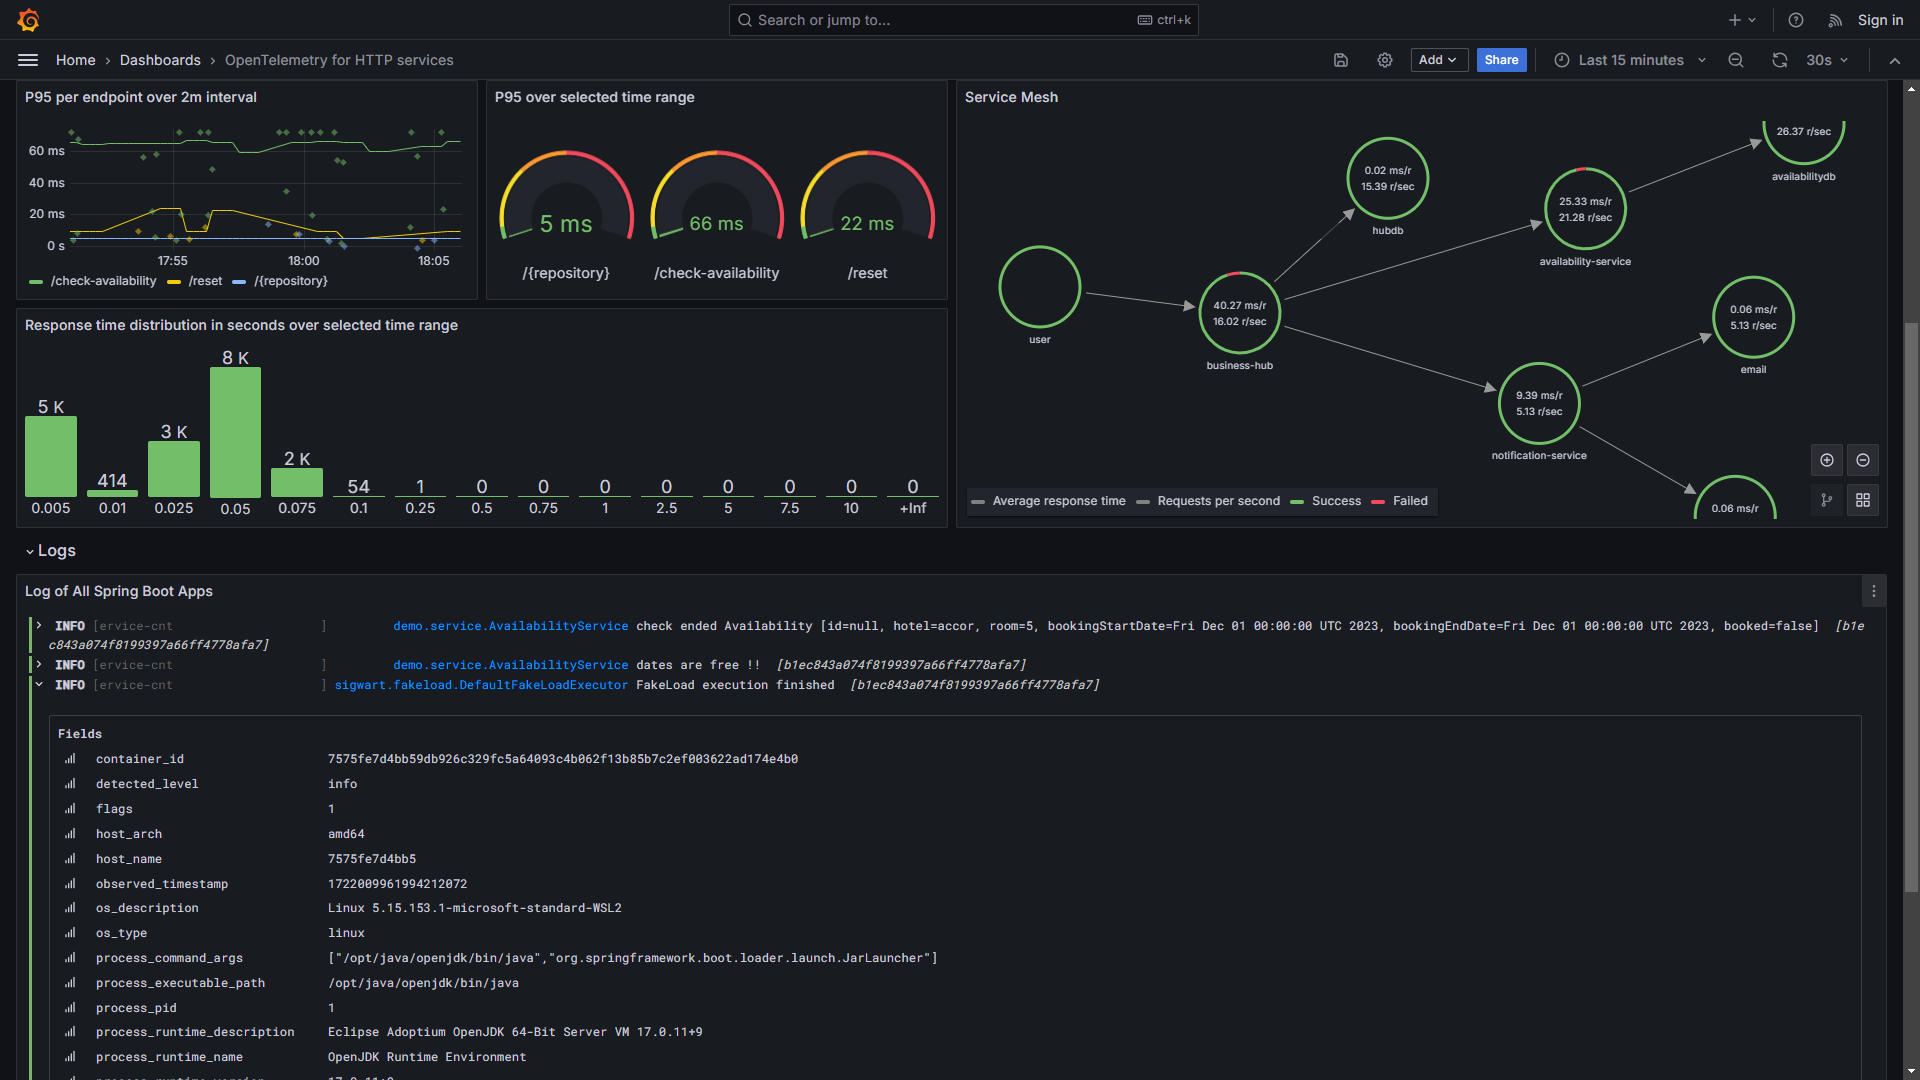 Search or jump to...
ctrl+k
Sign in
Home
Dashboards
OpenTelemetry for HTTP services
Add
Share
Last 15 minutes
30s
P95 per endpoint over 2m interval
60 ms
40 ms
20 ms
0 s
17:55
18:00
18:05
/check-availability
/reset
/{repository}
P95 over selected time range
5 ms
66 ms
22 ms
/{repository}
/check-availability
/reset
Response time distribution in seconds over selected time range
5 K
414
3 K
8 K
2 K
54
1
0
0
0
0
0
0
0
0
0.005
0.01
0.025
0.05
0.075
0.1
0.25
0.5
0.75
1
2.5
5
7.5
10
+Inf
Service Mesh
26.37 r/sec
availabilitydb
0.02 ms/r
15.39 r/sec
hubdb
25.33 ms/r
21.28 r/sec
availability-service
user
40.27 ms/r
16.02 r/sec
business-hub
0.06 ms/r
5.13 r/sec
email
9.39 ms/r
5.13 r/sec
notification-service
0.06 ms/r
Average response time
Requests per second
Success
Failed
Logs
Log of All Spring Boot Apps
INFO [ervice-cnt ] demo.service.AvailabilityService check ended Availability [id=null, hotel=accor, room=5, bookingStartDate=Fri Dec 01 00:00:00 UTC 2023, bookingEndDate=Fri Dec 01 00:00:00 UTC 2023, booked=false] [b1e
c843a074f8199397a66ff4778afa7]
INFO [ervice-cnt ] demo.service.AvailabilityService dates are free !! [b1ec843a074f8199397a66ff4778afa7]
INFO [ervice-cnt ] sigwart.fakeload.DefaultFakeLoadExecutor FakeLoad execution finished [b1ec843a074f8199397a66ff4778afa7]
Fields
container_id 7575fe7d4bb59db926c329fc5a64093c4b062f13b85b7c2ef003622ad174e4b0
detected_level info
flags 1
host_arch amd64
host_name 7575fe7d4bb5
observed_timestamp 1722009961994212072
os_description Linux 5.15.153.1-microsoft-standard-WSL2
os_type linux
process_command_args ["/opt/java/openjdk/bin/java","org.springframework.boot.loader.launch.JarLauncher"]
process_executable_path /opt/java/openjdk/bin/java
process_pid 1
process_runtime_description Eclipse Adoptium OpenJDK 64-Bit Server VM 17.0.11+9
process_runtime_name OpenJDK Runtime Environment